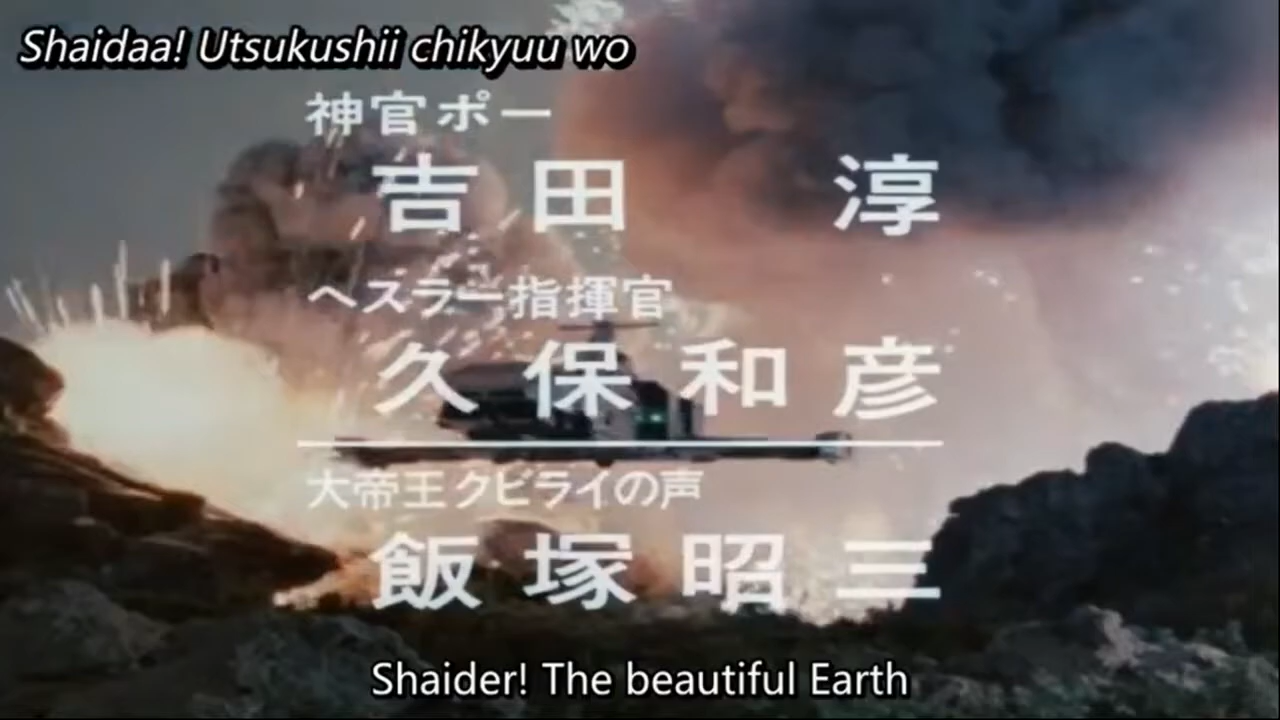 Shaidaa! Utsukushii chikyuu wo
神官ポー
吉田 淳
ヘスラー指揮官
久保和彦
大帝王クビライの声
飯塚昭三
Shaider! The beautiful Earth